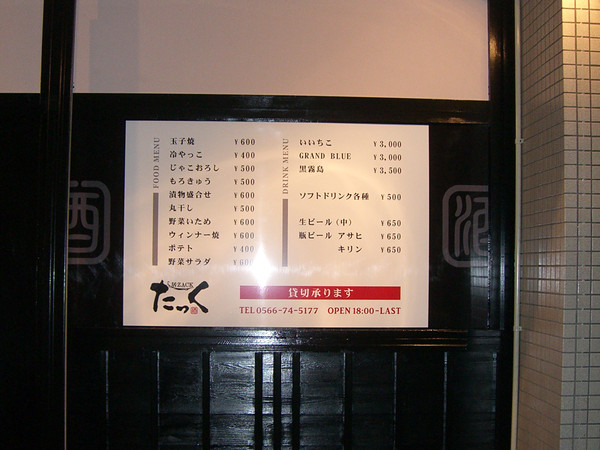 FOOD MENU
玉子焼 ¥600
冷やっこ ¥400
じゃこおろし ¥500
もろきゅう ¥500
漬物盛合せ ¥600
丸干し ¥500
野菜いため ¥600
ウィンナー焼 ¥600
ポテト ¥400
野菜サラダ ¥600
DRINK MENU
いいちこ ¥3,000
GRAND BLUE ¥3,000
黒霧島 ¥3,500
ソフトドリンク各種 ¥500
生ビール（中） ¥650
瓶ビール アサヒ ¥650
キリン ¥650
酒
酒
M・ZACK
たっく
貸切承ります
TEL 0566-74-5177 OPEN 18:00-LAST